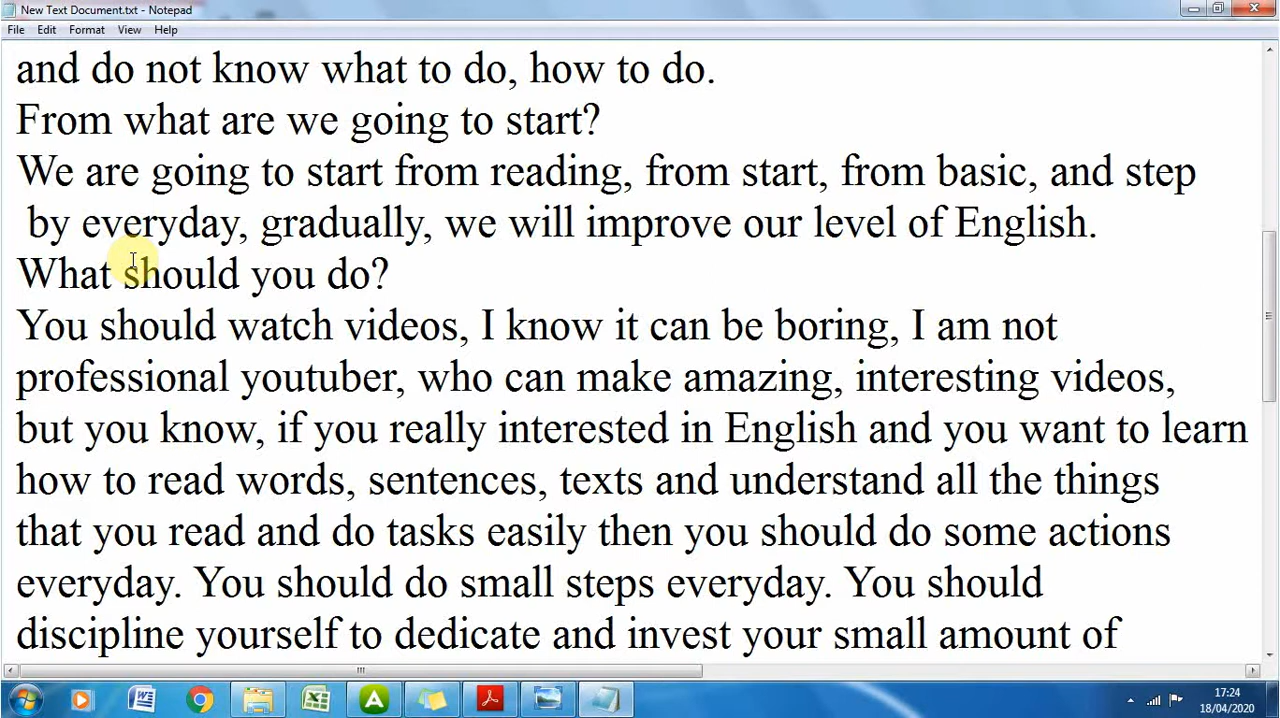 New Text Document.txt - Notepad
File Edit Format View Help
and do not know what to do, how to do.
From what are we going to start?
We are going to start from reading, from start, from basic, and step
by everyday, gradually, we will improve our level of English.
What should you do?
You should watch videos, I know it can be boring, I am not
professional youtuber, who can make amazing, interesting videos,
but you know, if you really interested in English and you want to learn
how to read words, sentences, texts and understand all the things
that you read and do tasks easily then you should do some actions
everyday. You should do small steps everyday. You should
discipline yourself to dedicate and invest your small amount of
17:24
18/04/2020